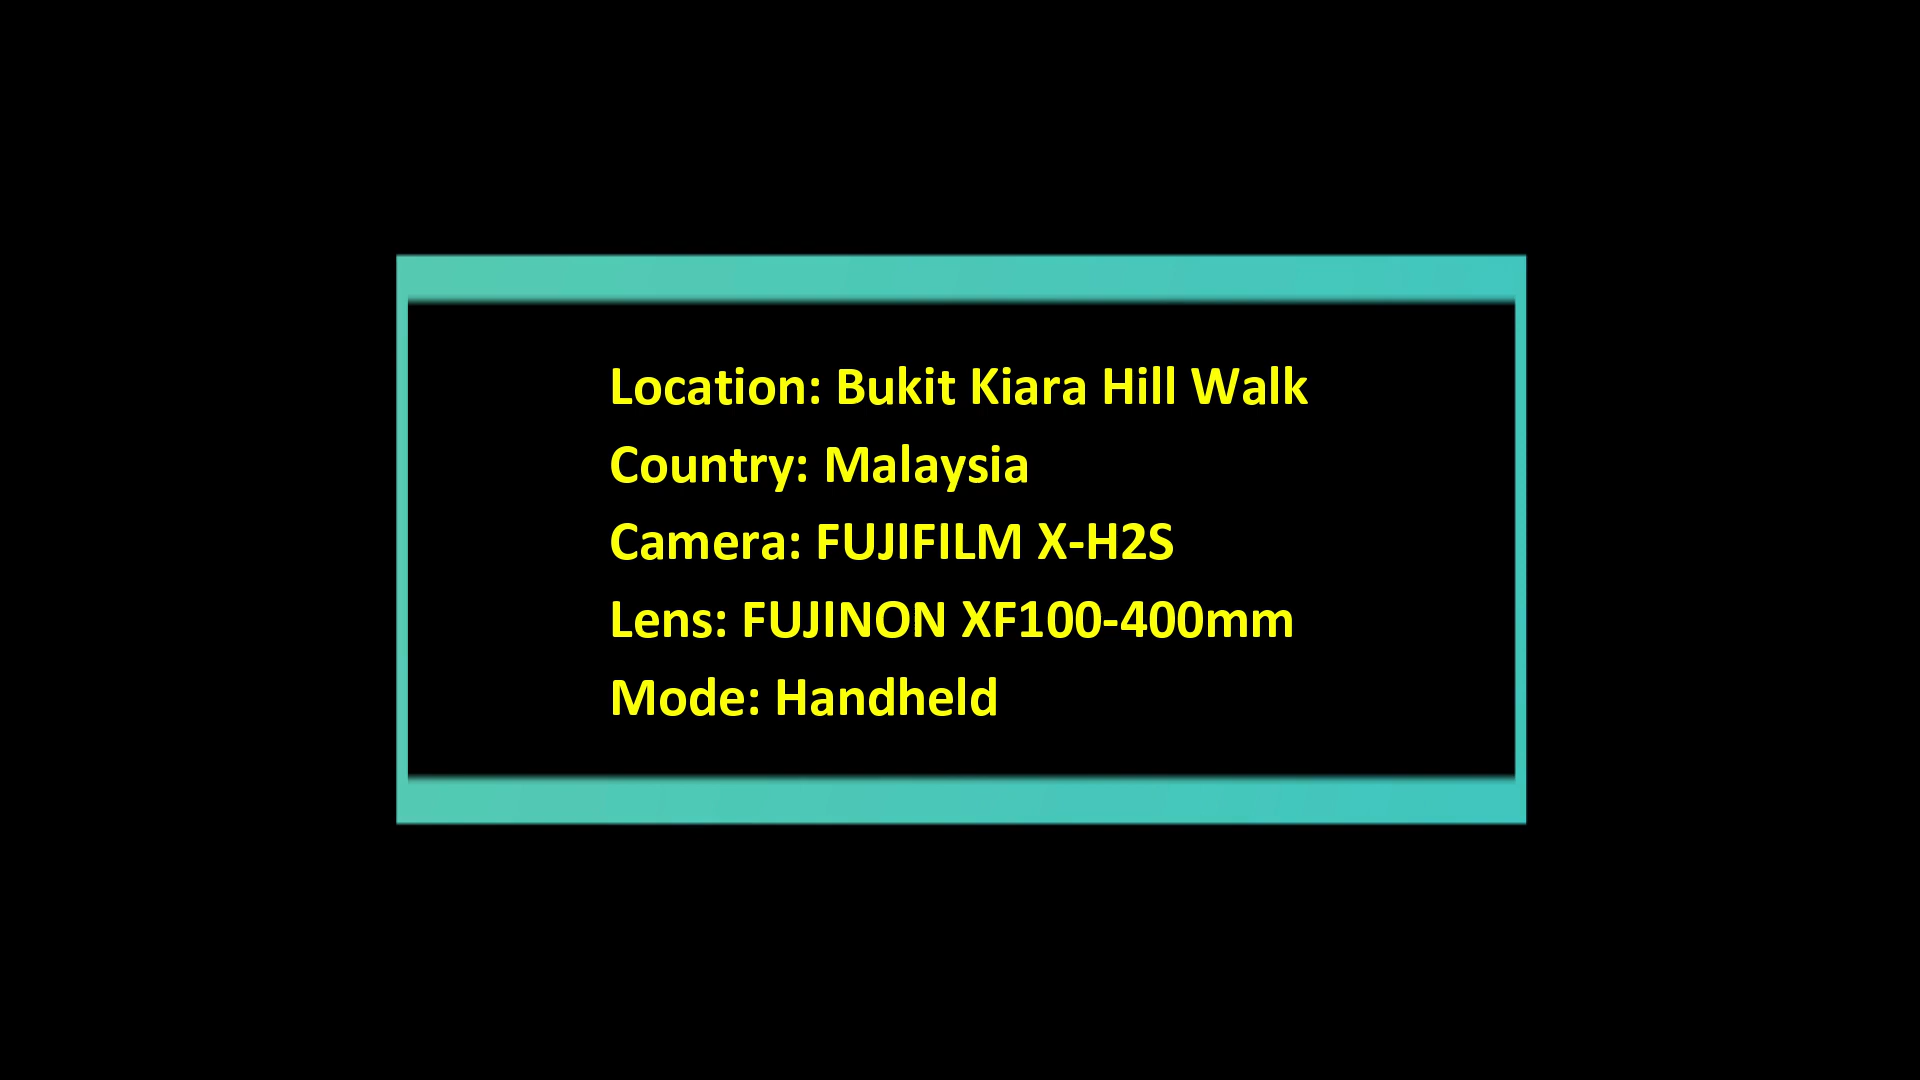 Location: Bukit Kiara Hill Walk
Country: Malaysia
Camera: FUJIFILM X-H2S
Lens: FUJINON XF100-400mm
Mode: Handheld